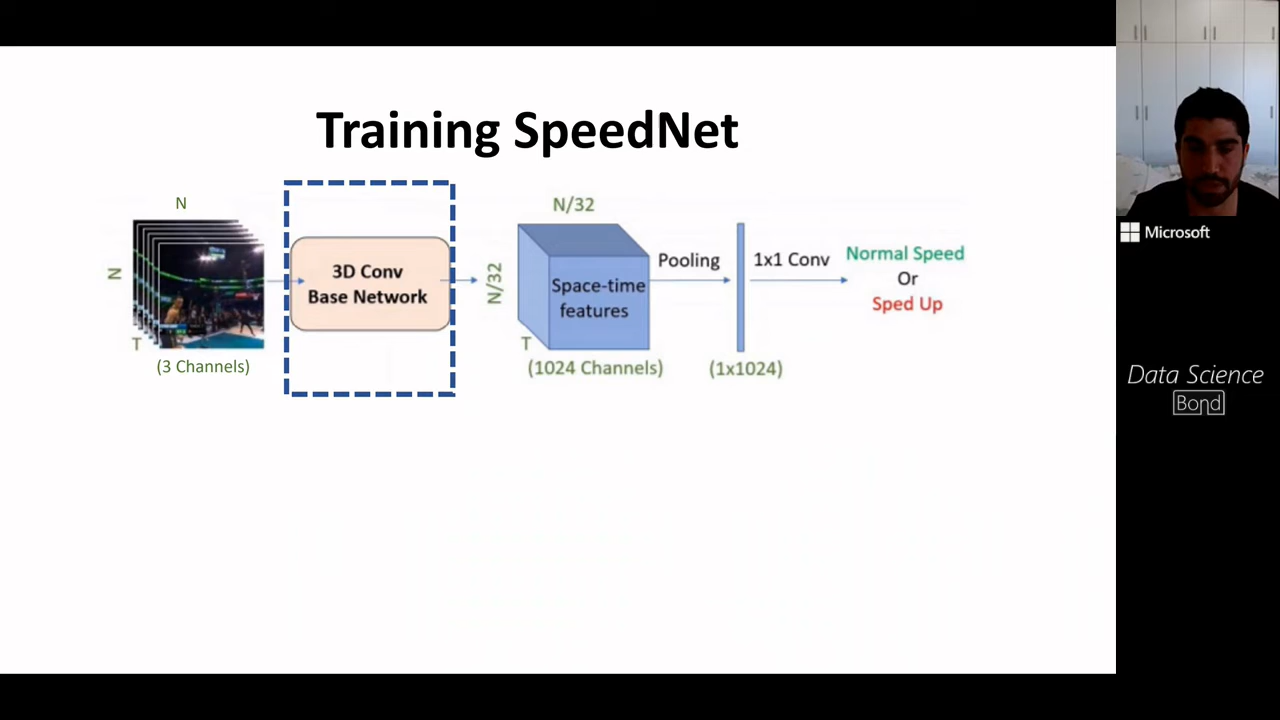 Training SpeedNet
N
N
T
(3 Channels)
3D Conv
Base Network
N/32
N/32
T
Space-time
features
(1024 Channels)
Pooling
(1x1024)
1x1 Conv
Normal Speed
Or
Sped Up
Microsoft
Data Science
Bond